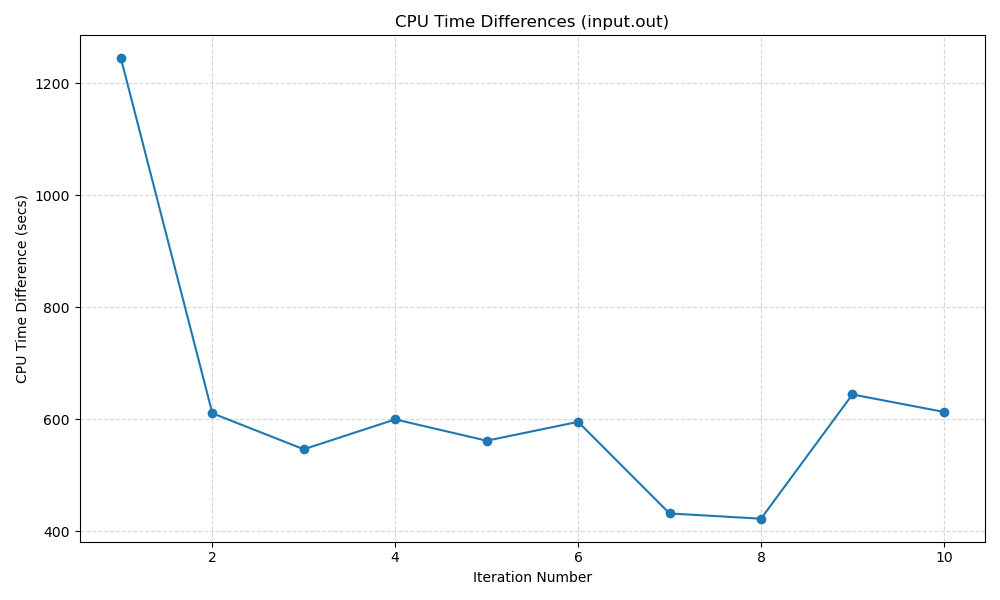 CPU Time Differences (input.out)
CPU Time Difference (secs)
1200
1000
800
600
400
2 4 6 8 10
Iteration Number